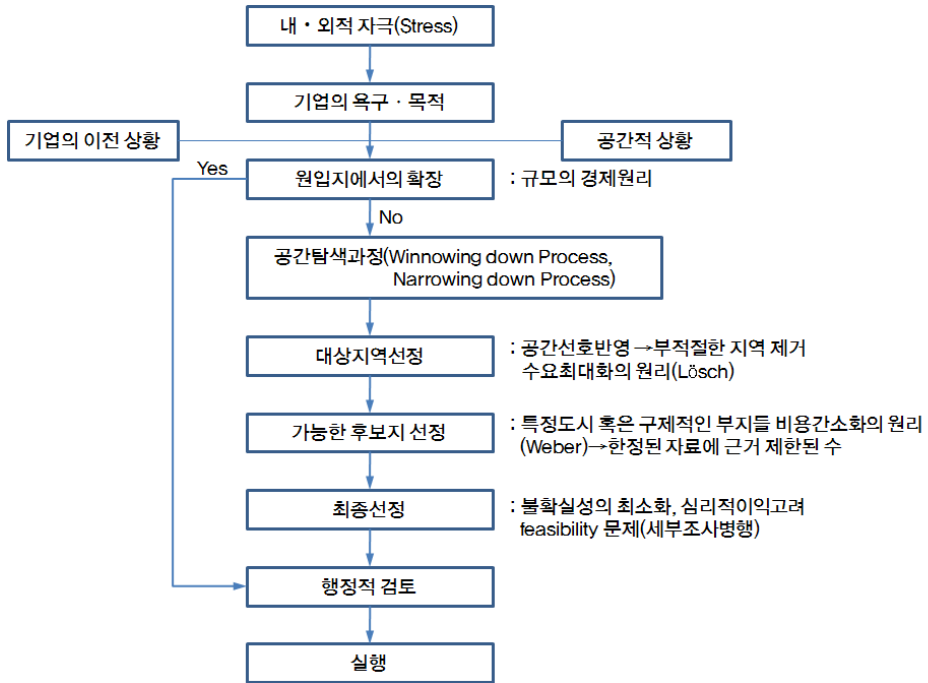 내·외적 자극(Stress)
기업의 욕구·목적
기업의 이전 상황
공간적 상황
Yes
원입지에서의 확장
: 규모의 경제원리
No
공간탐색과정(Winnowing down Process,
Narrowing down Process)
대상지역선정
: 공간선호반영→부적절한 지역 제거
수요최대화의 원리(Lösch)
가능한 후보지 선정
: 특정도시 혹은 구제적인 부지들 비용간소화의 원리
(Weber)→한정된 자료에 근거 제한된 수
최종선정
: 불확실성의 최소화, 심리적이익고려
feasibility 문제(세부조사병행)
행정적 검토
실행